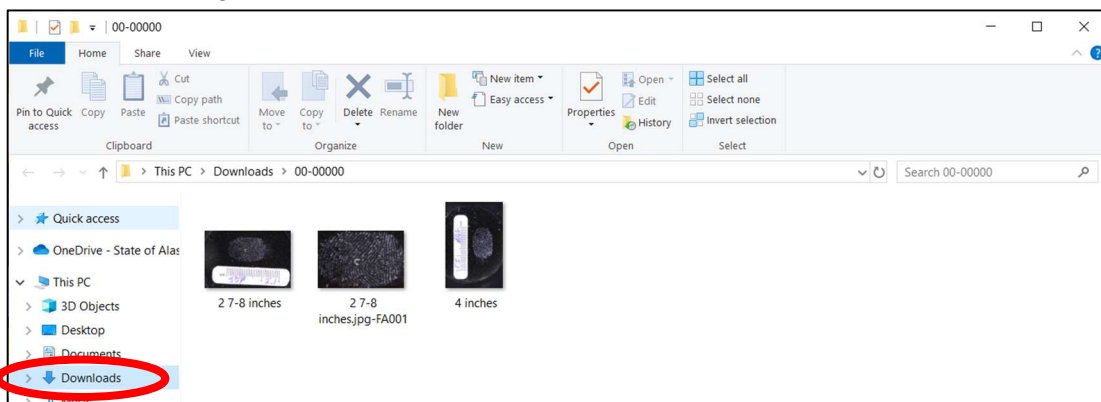 00-00000
File Home Share View
Pin to Quick access
Copy
Paste
Cut
Copy path
Paste shortcut
Move to
Copy to
Delete
Rename
New folder
New item
Easy access
Properties
Open
Edit
History
Select all
Select none
Invert selection
Clipboard Organize New Open Select
> This PC > Downloads > 00-00000
Search 00-00000
Quick access
OneDrive - State of Alas
This PC
3D Objects
Desktop
Documents
Downloads
2 7-8 inches
2 7-8
inches.jpg-FA001
4 inches